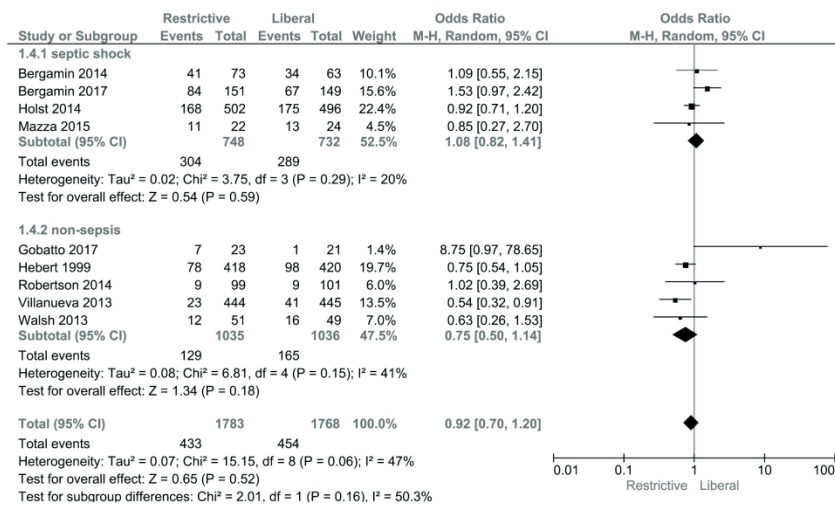 Restrictive Liberal Odds Ratio Odds Ratio
Study or Subgroup Events Total Events Total Weight M-H, Random, 95% CI M-H, Random, 95% CI
1.4.1 septic shock
Bergamin 2014 41 73 34 63 10.1% 1.09 [0.55, 2.15]
Bergamin 2017 84 151 67 149 15.6% 1.53 [0.97, 2.42]
Holst 2014 168 502 175 496 22.4% 0.92 [0.71, 1.20]
Mazza 2015 11 22 13 24 4.5% 0.85 [0.27, 2.70]
Subtotal (95% CI) 748 732 52.5% 1.08 [0.82, 1.41]
Total events 304 289
Heterogeneity: Tau² = 0.02; Chi² = 3.75, df = 3 (P = 0.29); I² = 20%
Test for overall effect: Z = 0.54 (P = 0.59)
1.4.2 non-sepsis
Gobatto 2017 7 23 1 21 1.4% 8.75 [0.97, 78.65]
Hebert 1999 78 418 98 420 19.7% 0.75 [0.54, 1.05]
Robertson 2014 9 99 9 101 6.0% 1.02 [0.39, 2.69]
Villanueva 2013 23 444 41 445 13.5% 0.54 [0.32, 0.91]
Walsh 2013 12 51 16 49 7.0% 0.63 [0.26, 1.53]
Subtotal (95% CI) 1035 1036 47.5% 0.75 [0.50, 1.14]
Total events 129 165
Heterogeneity: Tau² = 0.08; Chi² = 6.81, df = 4 (P = 0.15); I² = 41%
Test for overall effect: Z = 1.34 (P = 0.18)
Total (95% CI) 1783 1768 100.0% 0.92 [0.70, 1.20]
Total events 433 454
Heterogeneity: Tau² = 0.07; Chi² = 15.15, df = 8 (P = 0.06); I² = 47%
Test for overall effect: Z = 0.65 (P = 0.52)
Test for subgroup differences: Chi² = 2.01, df = 1 (P = 0.16), I² = 50.3%
0.01 0.1 1 10 100
Restrictive Liberal